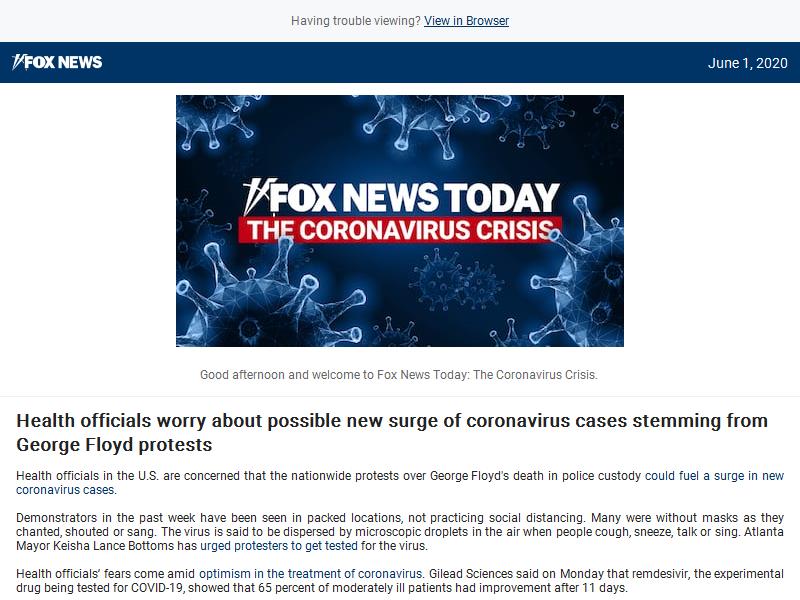 Having trouble viewing? View in Browser
FOX NEWS
June 1, 2020
FOX NEWS TODAY
THE CORONAVIRUS CRISIS
Good afternoon and welcome to Fox News Today: The Coronavirus Crisis.
Health officials worry about possible new surge of coronavirus cases stemming from
George Floyd protests
Health officials in the U.S. are concerned that the nationwide protests over George Floyd's death in police custody could fuel a surge in new
coronavirus cases.
Demonstrators in the past week have been seen in packed locations, not practicing social distancing. Many were without masks as they
chanted, shouted or sang. The virus is said to be dispersed by microscopic droplets in the air when people cough, sneeze, talk or sing. Atlanta
Mayor Keisha Lance Bottoms has urged protesters to get tested for the virus.
Health officials' fears come amid optimism in the treatment of coronavirus. Gilead Sciences said on Monday that remdesivir, the experimental
drug being tested for COVID-19, showed that 65 percent of moderately ill patients had improvement after 11 days.